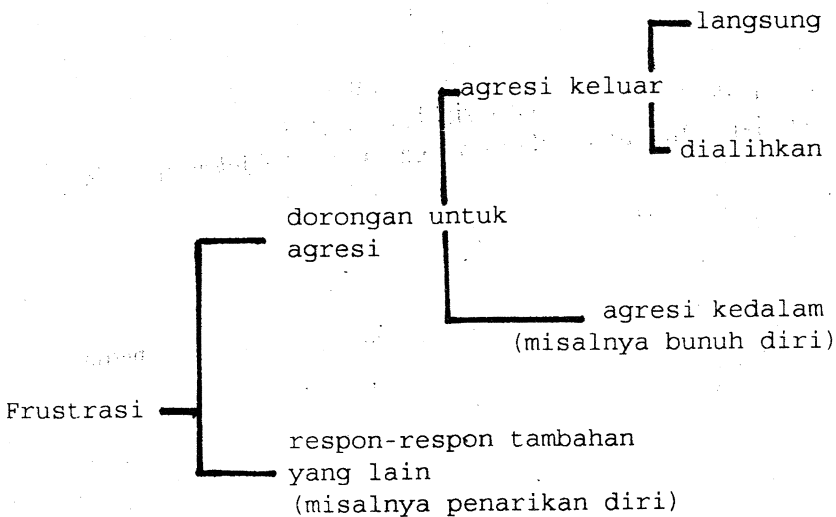 langsung
agresi keluar
dialihkan
dorongan untuk
agresi
agresi kedalam
(misalnya bunuh diri)
Frustrasi
respon-respon tambahan
yang lain
(misalnya penarikan diri)